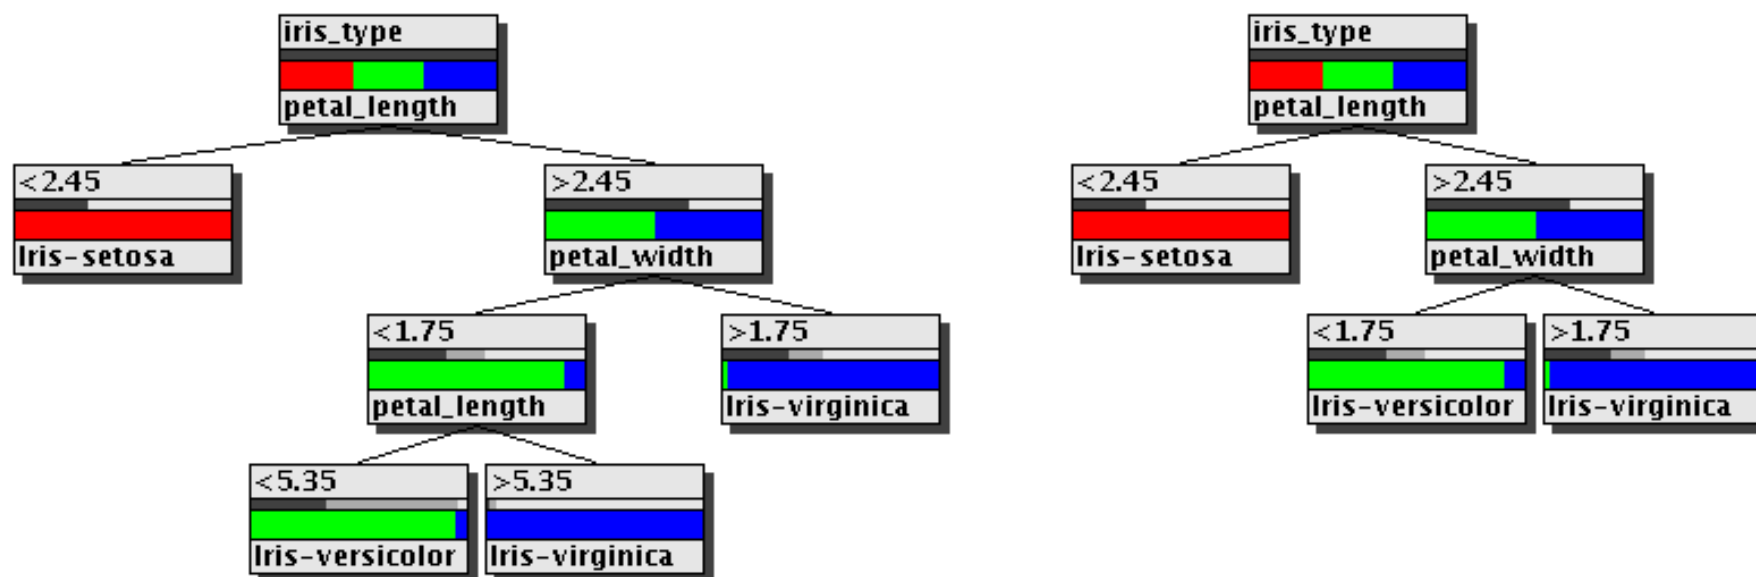 iris_type
petal_length
<2.45
Iris-setosa
>2.45
petal_width
<1.75
petal_length
>1.75
Iris-virginica
<5.35
Iris-versicolor
>5.35
Iris-virginica
iris_type
petal_length
<2.45
Iris-setosa
>2.45
petal_width
<1.75
Iris-versicolor
>1.75
Iris-virginica